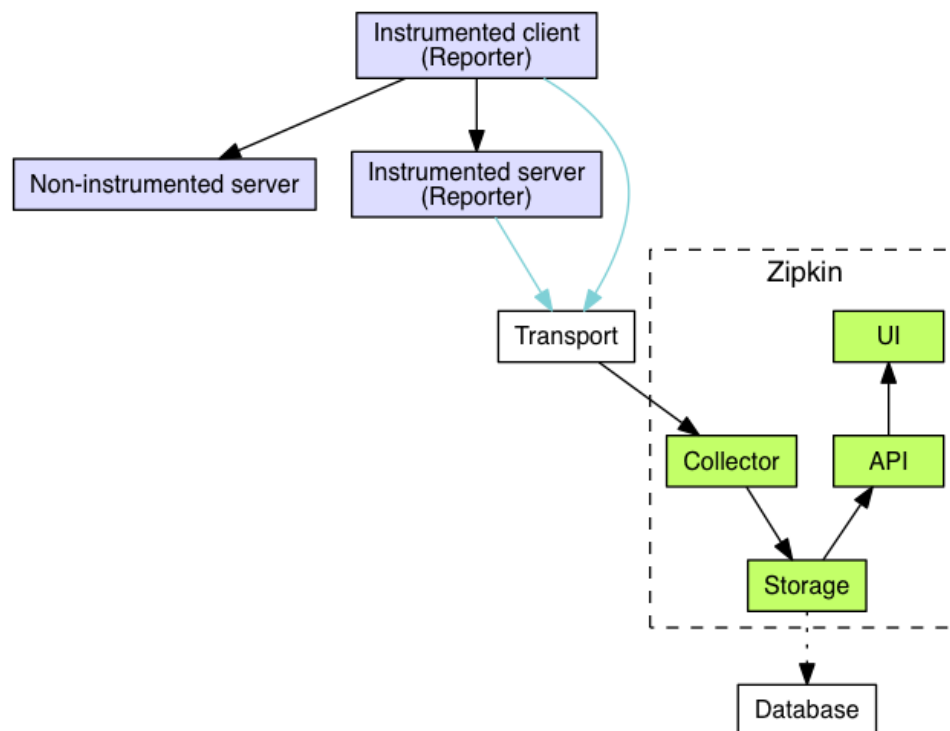 Instrumented client
(Reporter)
Non-instrumented server
Instrumented server
(Reporter)
Zipkin
Transport
UI
Collector
API
Storage
Database